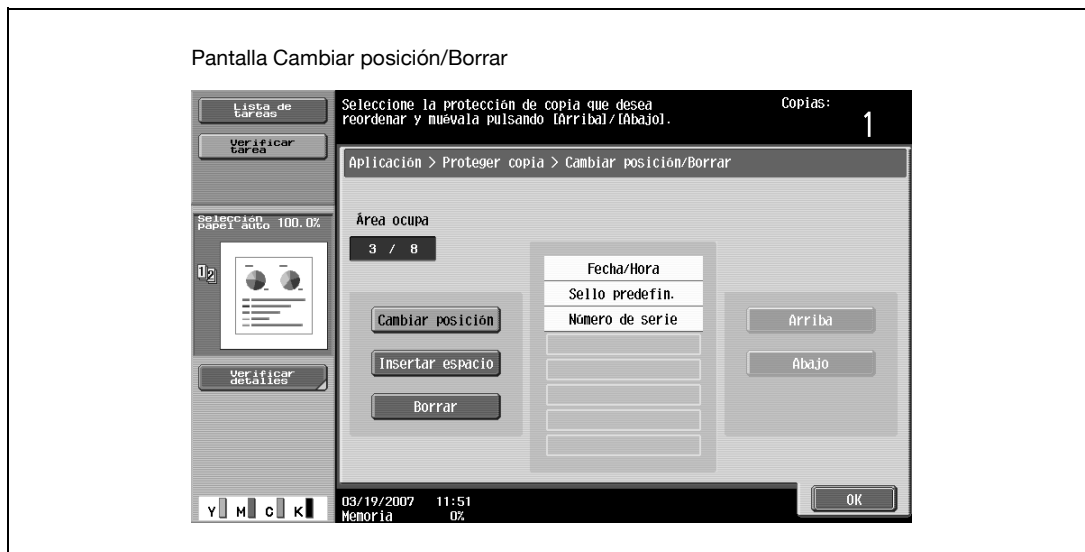 Pantalla Cambiar posición/Borrar
Lista de
tareas
Verificar
tarea
Seleccione la protección de copia que desea
reordenar y muévala pulsando [Arriba]/[Abajo].
Copias:
1
Aplicación > Proteger copia > Cambiar posición/Borrar
Selección
papel auto 100.0%
12
Verificar
detalles
Área ocupa
3 / 8
Cambiar posición
Insertar espacio
Borrar
Fecha/Hora
Sello predefin.
Número de serie
Arriba
Abajo
Y M C K
03/19/2007 11:51
Memoria 0%
OK